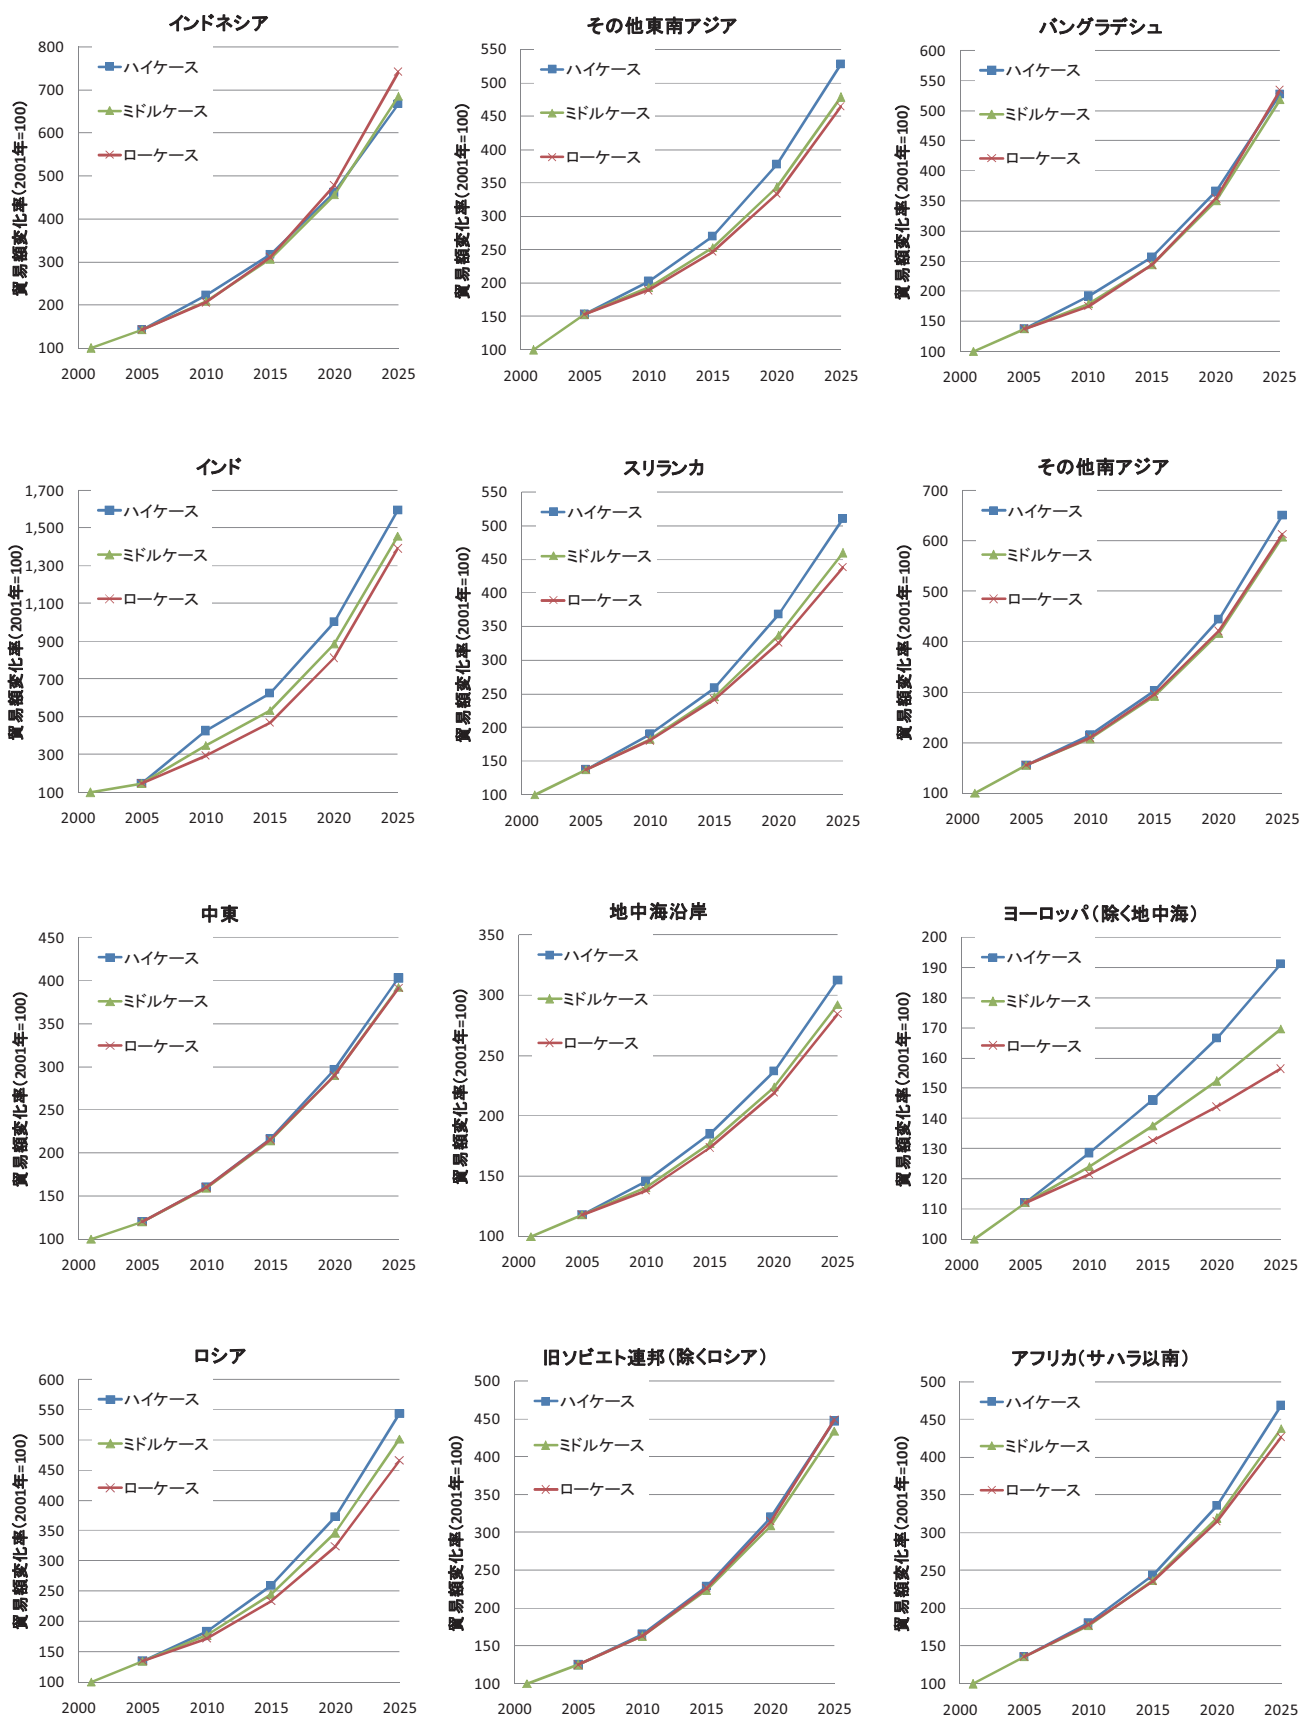 インドネシア
800
700
600
500
400
300
200
100
2000 2005 2010 2015 2020 2025
貿易額変化率(2001年=100)
ハイケース
ミドルケース
ローケース
その他東南アジア
550
500
450
400
350
300
250
200
150
100
2000 2005 2010 2015 2020 2025
貿易額変化率(2001年=100)
ハイケース
ミドルケース
ローケース
バングラデシュ
600
550
500
450
400
350
300
250
200
150
100
2000 2005 2010 2015 2020 2025
貿易額変化率(2001年=100)
ハイケース
ミドルケース
ローケース
インド
1,700
1,500
1,300
1,100
900
700
500
300
100
2000 2005 2010 2015 2020 2025
貿易額変化率(2001年=100)
ハイケース
ミドルケース
ローケース
スリランカ
550
500
450
400
350
300
250
200
150
100
2000 2005 2010 2015 2020 2025
貿易額変化率(2001年=100)
ハイケース
ミドルケース
ローケース
その他南アジア
700
600
500
400
300
200
100
2000 2005 2010 2015 2020 2025
貿易額変化率(2001年=100)
ハイケース
ミドルケース
ローケース
中東
450
400
350
300
250
200
150
100
2000 2005 2010 2015 2020 2025
貿易額変化率(2001年=100)
ハイケース
ミドルケース
ローケース
地中海沿岸
350
300
250
200
150
100
2000 2005 2010 2015 2020 2025
貿易額変化率(2001年=100)
ハイケース
ミドルケース
ローケース
ヨーロッパ(除く地中海)
200
190
180
170
160
150
140
130
120
110
100
2000 2005 2010 2015 2020 2025
貿易額変化率(2001年=100)
ハイケース
ミドルケース
ローケース
ロシア
600
550
500
450
400
350
300
250
200
150
100
2000 2005 2010 2015 2020 2025
貿易額変化率(2001年=100)
ハイケース
ミドルケース
ローケース
旧ソビエト連邦(除くロシア)
500
450
400
350
300
250
200
150
100
2000 2005 2010 2015 2020 2025
貿易額変化率(2001年=100)
ハイケース
ミドルケース
ローケース
アフリカ(サハラ以南)
500
450
400
350
300
250
200
150
100
2000 2005 2010 2015 2020 2025
貿易額変化率(2001年=100)
ハイケース
ミドルケース
ローケース